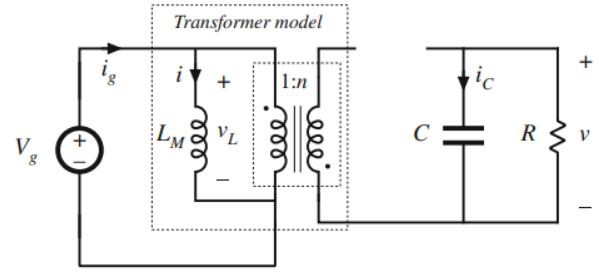 Transformer model
i_g
i
+
1:n
i_C
+
V_g
+
−
L_M
v_L
C
R
v
−
−